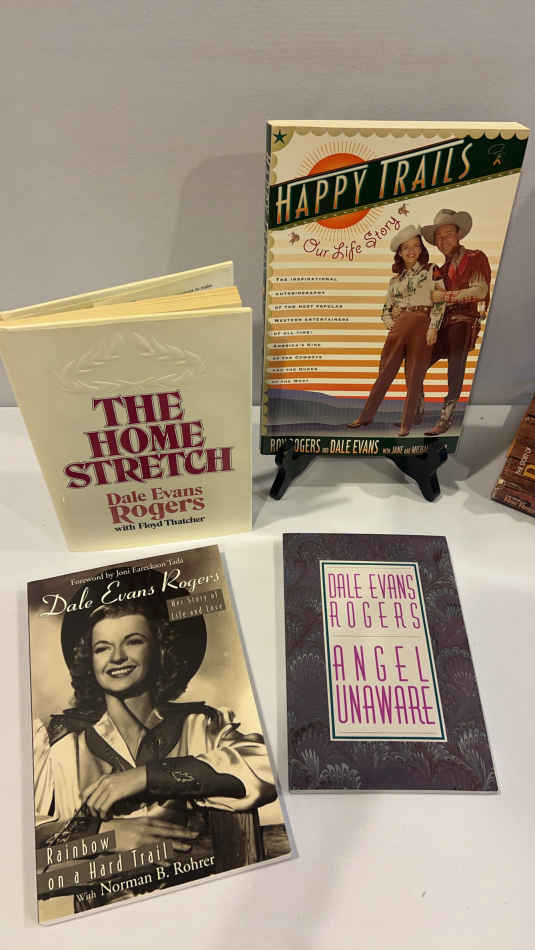 HAPPY TRAILS
Our Life Story
THE INSPIRATIONAL
AUTOBIOGRAPHY
OF THE MOST POPULAR
WESTERN ENTERTAINERS
OF ALL TIME:
AMERICA'S KING
OF THE COWBOYS
AND THE QUEEN
OF THE WEST
ROY ROGERS AND DALE EVANS WITH JANE AND
THE
HOME
STRETCH
Dale Evans
Rogers
with Floyd Thatcher
Foreword by Joni Eareckson Tada
Dale Evans Rogers
Her Story of
Life and Love
Rainbow
on a Hard Trail
With Norman B. Rohrer
DALE EVANS
ROGERS
ANGEL
UNAWARE